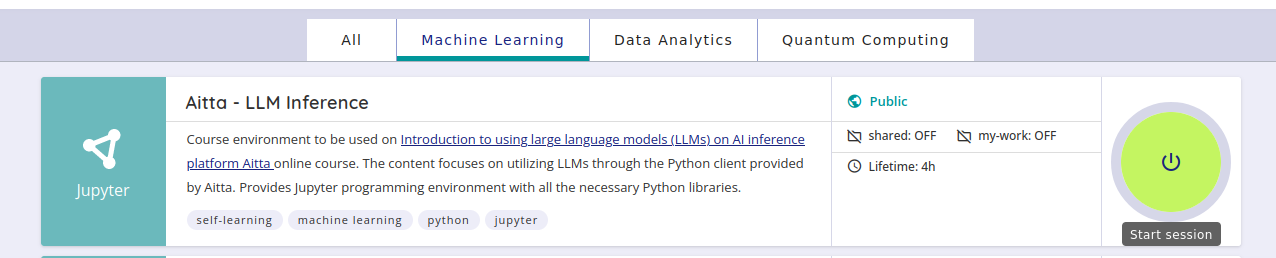 All
Machine Learning
Data Analytics
Quantum Computing
Jupyter
Aitta - LLM Inference
Course environment to be used on Introduction to using large language models (LLMs) on AI inference
platform Aitta online course. The content focuses on utilizing LLMs through the Python client provided
by Aitta. Provides Jupyter programming environment with all the necessary Python libraries.
self-learning
machine learning
python
jupyter
Public
shared: OFF
my-work: OFF
Lifetime: 4h
Start session